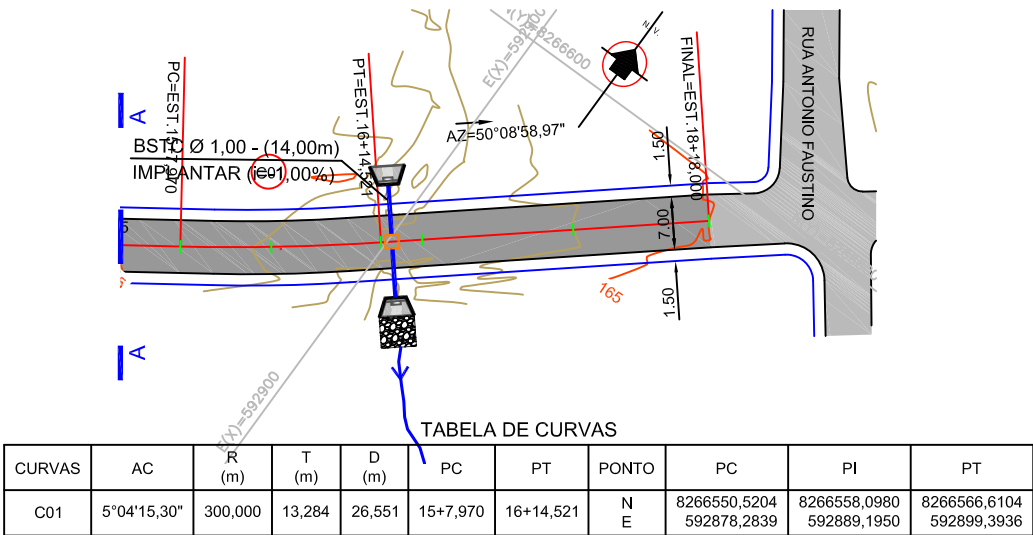 N(Y)=8266600
E(X)=592900
N.V.
PC=EST.15+7,970
PT=EST.16+14,521
FINAL=EST.18+18,000
RUA ANTONIO FAUSTINO
A
BSTC Ø 1,00 - (14,00m)
IMPLANTAR (i=1,00%)
C01
AZ=50°08'58,97"
1.50
7.00
1.50
165
A
E(X)=592900
TABELA DE CURVAS
CURVAS AC R (m) T (m) D (m) PC PT PONTO PC PI PT
C01 5°04'15,30" 300,000 13,284 26,551 15+7,970 16+14,521 N 8266550,5204 8266558,0980 8266566,6104
E 592878,2839 592889,1950 592899,3936